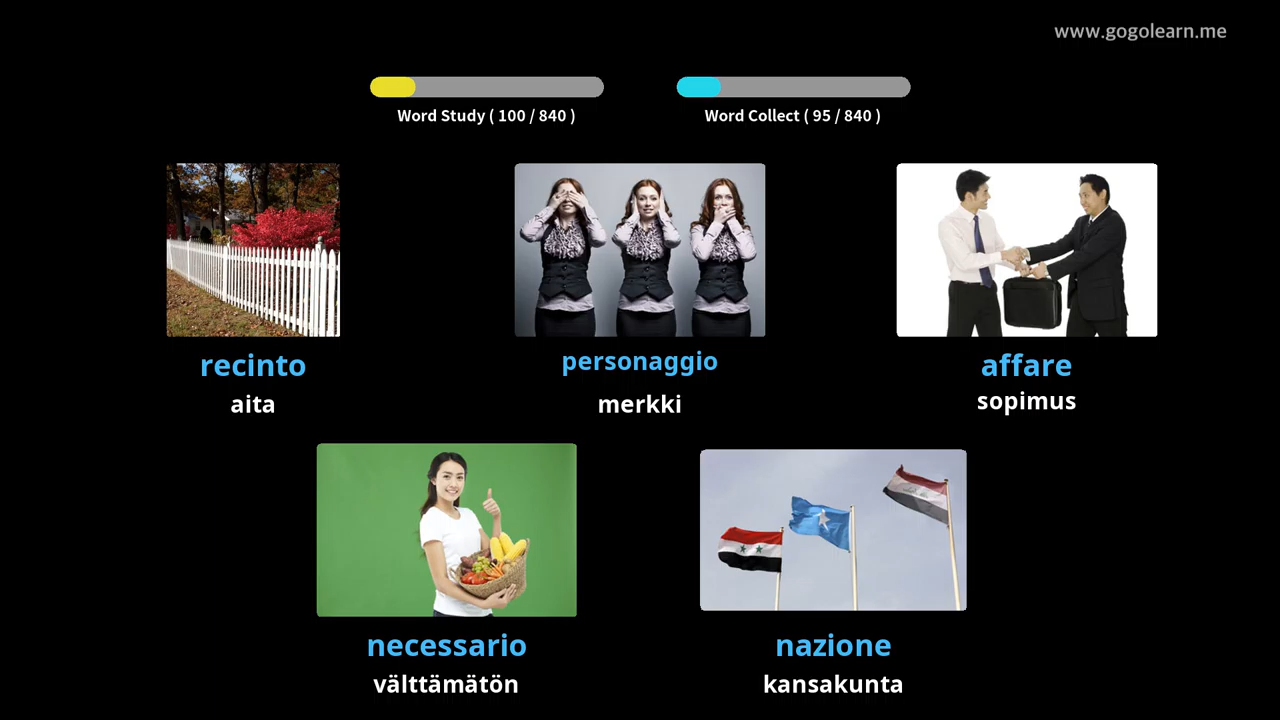 www.gogolearn.me
Word Study ( 100 / 840 )
Word Collect ( 95 / 840 )
recinto
aita
personaggio
merkki
affare
sopimus
necessario
välttämätön
nazione
kansakunta